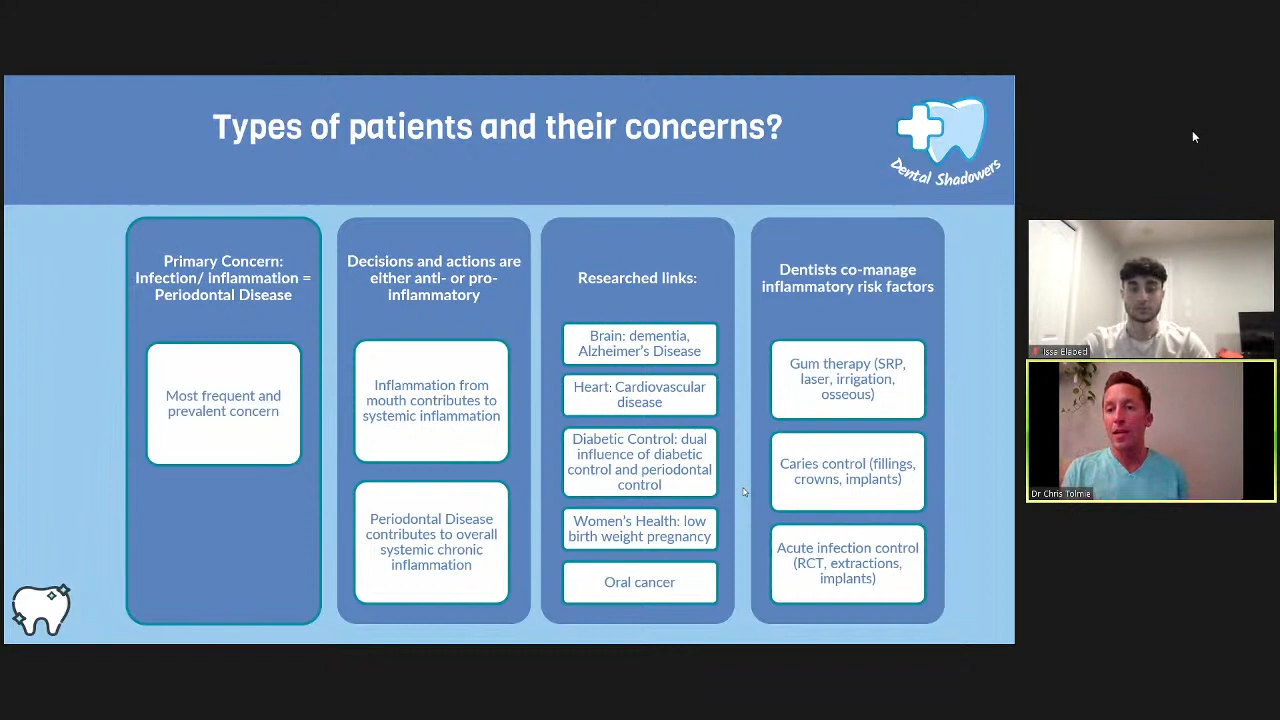 Types of patients and their concerns?
Dental Shadowers
Primary Concern:
Infection/ inflammation =
Periodontal Disease
Most frequent and
prevalent concern
Decisions and actions are
either anti- or pro-
inflammatory
Inflammation from
mouth contributes to
systemic inflammation
Periodontal Disease
contributes to overall
systemic chronic
inflammation
Researched links:
Brain: dementia,
Alzheimer's Disease
Heart: Cardiovascular
disease
Diabetic Control: dual
influence of diabetic
control and periodontal
control
Women's Health: low
birth weight pregnancy
Oral cancer
Dentists co-manage
inflammatory risk factors
Gum therapy (SRP,
laser, irrigation,
osseous)
Caries control (fillings,
crowns, implants)
Acute infection control
(RCT, extractions,
implants)
Issa Elabed
Dr Chris Tolmie